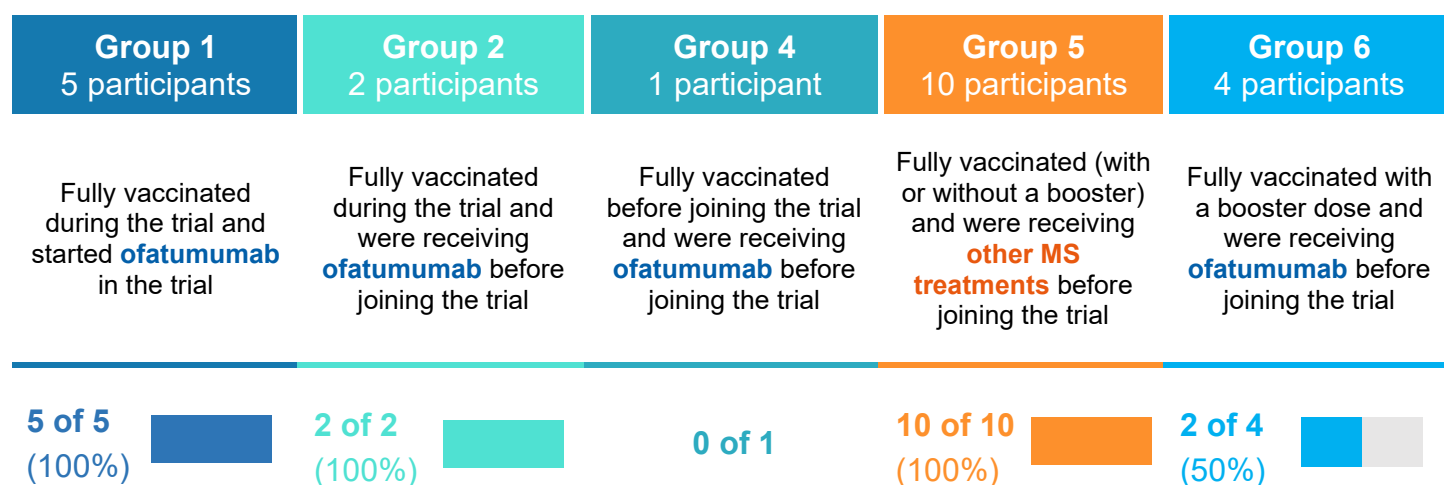 Group 1
5 participants
Group 2
2 participants
Group 4
1 participant
Group 5
10 participants
Group 6
4 participants
Fully vaccinated
during the trial and
started ofatumumab
in the trial
Fully vaccinated
during the trial and
were receiving
ofatumumab before
joining the trial
Fully vaccinated
before joining the trial
and were receiving
ofatumumab before
joining the trial
Fully vaccinated (with
or without a booster)
and were receiving
other MS
treatments before
joining the trial
Fully vaccinated with
a booster dose and
were receiving
ofatumumab before
joining the trial
5 of 5
(100%)
2 of 2
(100%)
0 of 1
10 of 10
(100%)
2 of 4
(50%)